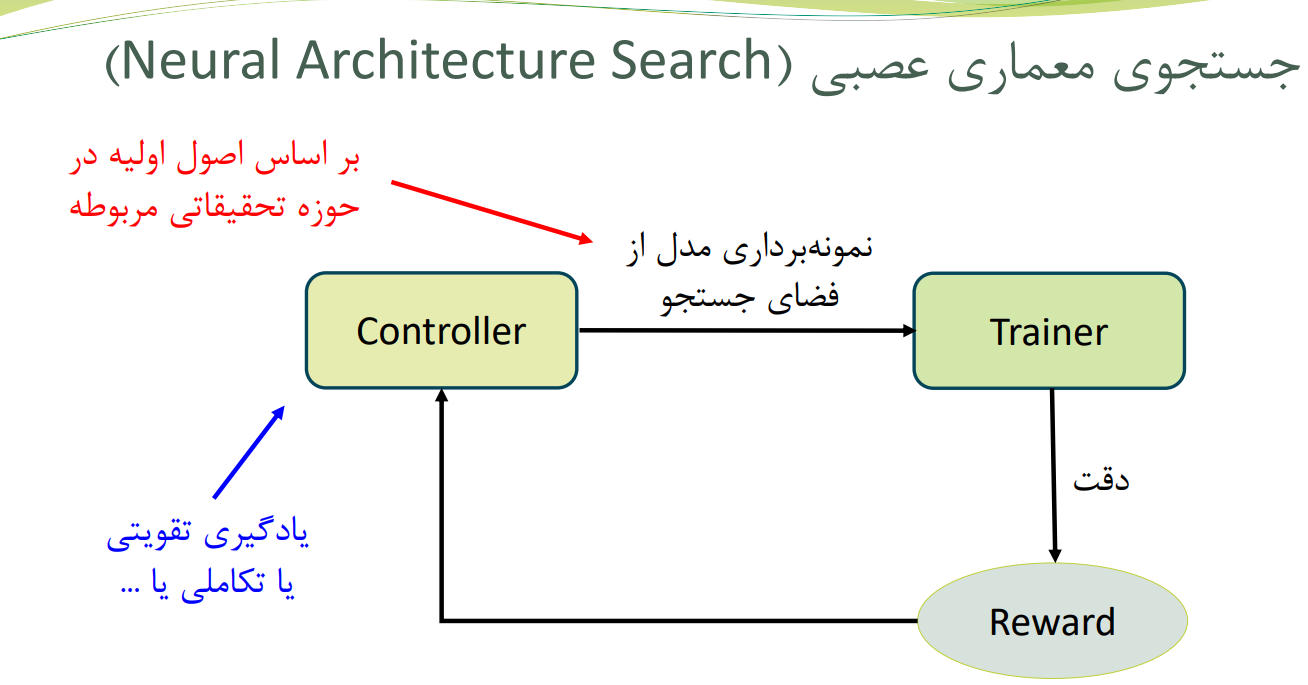 جستجوی معماری عصبی (Neural Architecture Search)
بر اساس اصول اولیه در
حوزه تحقیقاتی مربوطه
نمونه‌برداری مدل از
فضای جستجو
Controller
Trainer
دقت
یادگیری تقویتی
یا تکاملی یا ...
Reward